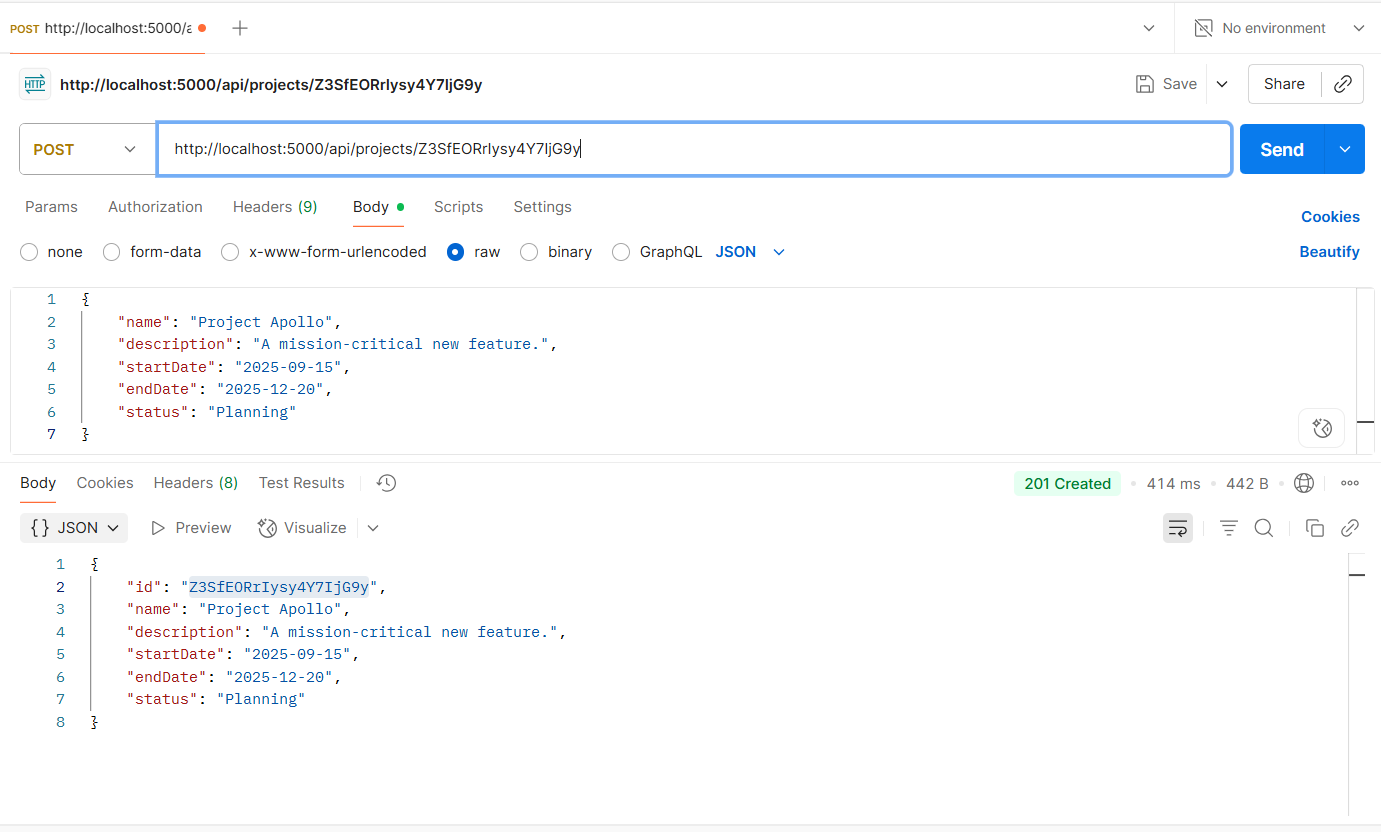 POST http://localhost:5000/a
No environment
HTTP http://localhost:5000/api/projects/Z3SfEORrIysy4Y7IjG9y
Save
Share
POST
http://localhost:5000/api/projects/Z3SfEORrIysy4Y7IjG9y
Send
Params Authorization Headers (9) Body Scripts Settings
Cookies
none form-data x-www-form-urlencoded raw binary GraphQL JSON
Beautify
1 {
2 "name": "Project Apollo",
3 "description": "A mission-critical new feature.",
4 "startDate": "2025-09-15",
5 "endDate": "2025-12-20",
6 "status": "Planning"
7 }
Body Cookies Headers (8) Test Results
201 Created 414 ms 442 B
{} JSON Preview Visualize
1 {
2 "id": "Z3SfEORrIysy4Y7IjG9y",
3 "name": "Project Apollo",
4 "description": "A mission-critical new feature.",
5 "startDate": "2025-09-15",
6 "endDate": "2025-12-20",
7 "status": "Planning"
8 }